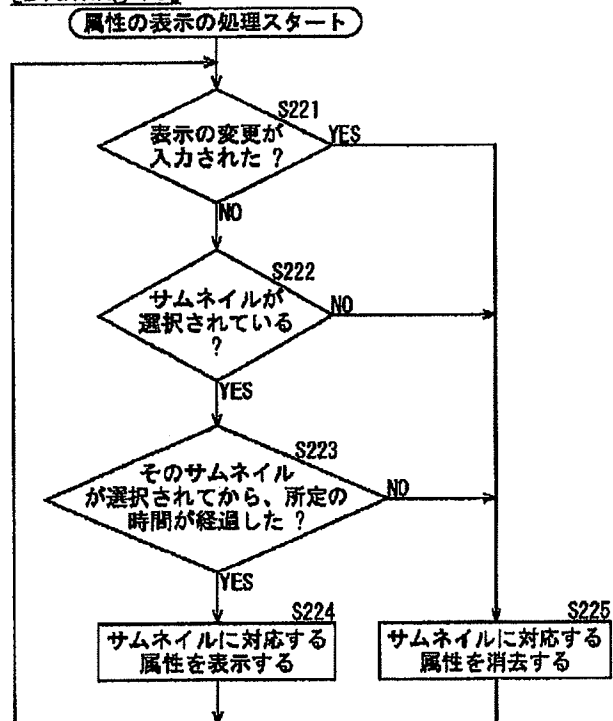 属性の表示の処理スタート
S221
表示の変更が
入力された ?
YES
NO
S222
サムネイルが
選択されている
?
NO
YES
S223
そのサムネイル
が選択されてから、所定の
時間が経過した ?
NO
YES
S224
サムネイルに対応する
属性を表示する
S225
サムネイルに対応する
属性を消去する